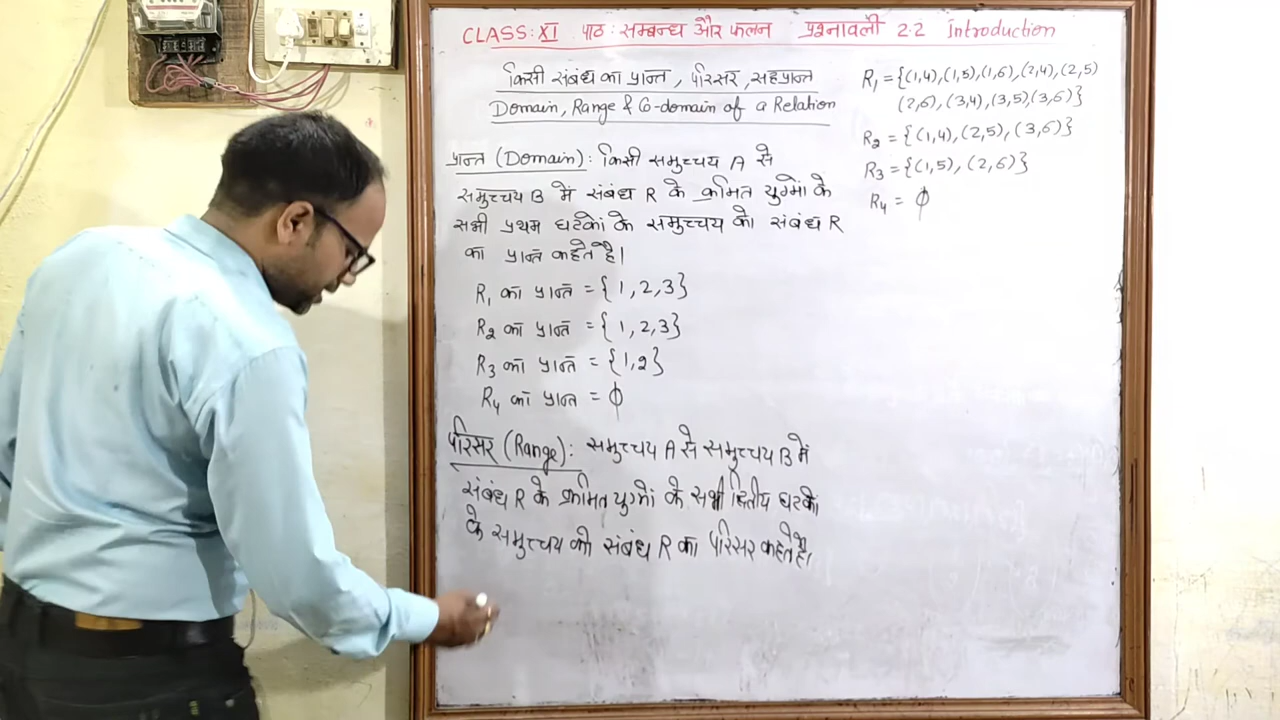 CLASS: XI पाठ: सम्बन्ध और फलन प्रश्नावली 2.2 Introduction
किसी संबंध का प्रान्त, परिसर, सहप्रान्त
Domain, Range & Co-domain of a Relation
प्रान्त (Domain): किसी समुच्चय A से
समुच्चय B में संबंध R के क्रमित युग्मों के
सभी प्रथम घटकों के समुच्चय को संबंध R
का प्रान्त कहते है।
R₁ का प्रान्त = {1, 2, 3}
R₂ का प्रान्त = {1, 2, 3}
R₃ का प्रान्त = {1, 2}
R₄ का प्रान्त = ϕ
परिसर (Range): समुच्चय A से समुच्चय B में
संबंध R के क्रमित युग्मों के सभी द्वितीय घटकों
के समुच्चय को संबंध R का परिसर कहते है।
R₁ = {(1,4),(1,5),(1,6),(2,4),(2,5)
(2,6), (3,4),(3,5)(3,6)}
R₂ = {(1,4),(2,5), (3,6)}
R₃ = {(1,5), (2,6)}
R₄ = ϕ